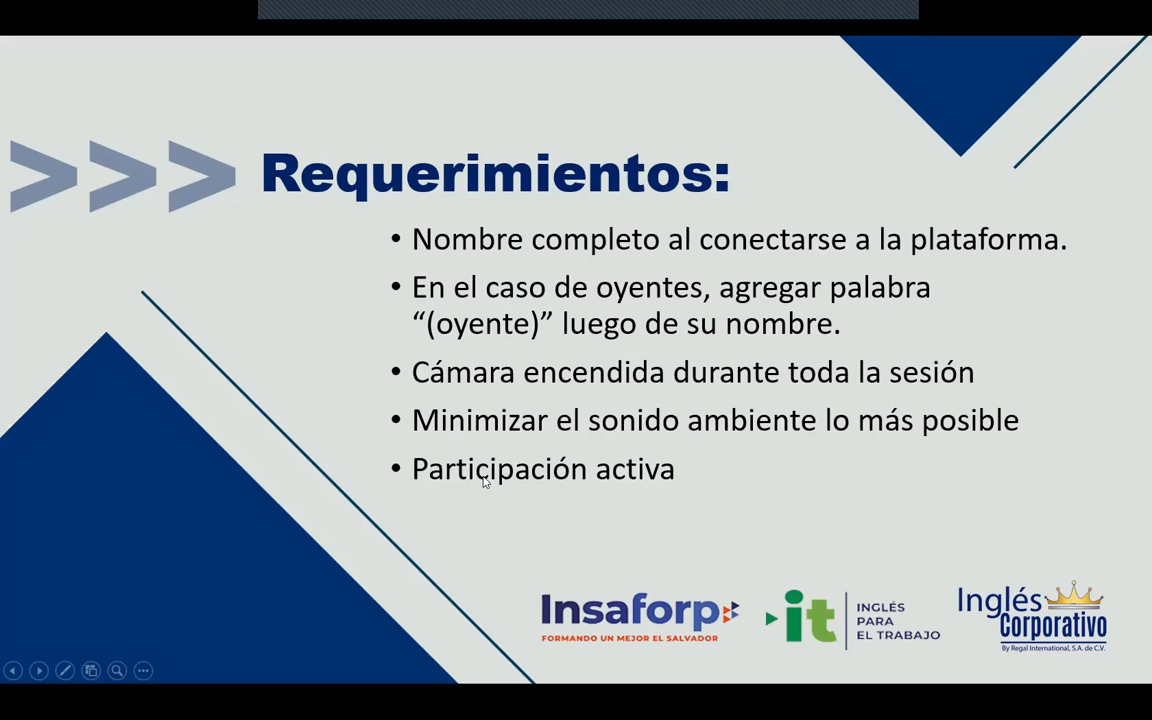 >>> Requerimientos:
• Nombre completo al conectarse a la plataforma.
• En el caso de oyentes, agregar palabra
“(oyente)” luego de su nombre.
• Cámara encendida durante toda la sesión
• Minimizar el sonido ambiente lo más posible
• Participación activa
Insaforp
FORMANDO UN MEJOR EL SALVADOR
it
INGLÉS
PARA
EL TRABAJO
Inglés
Corporativo
By Regal International, S.A. de C.V.